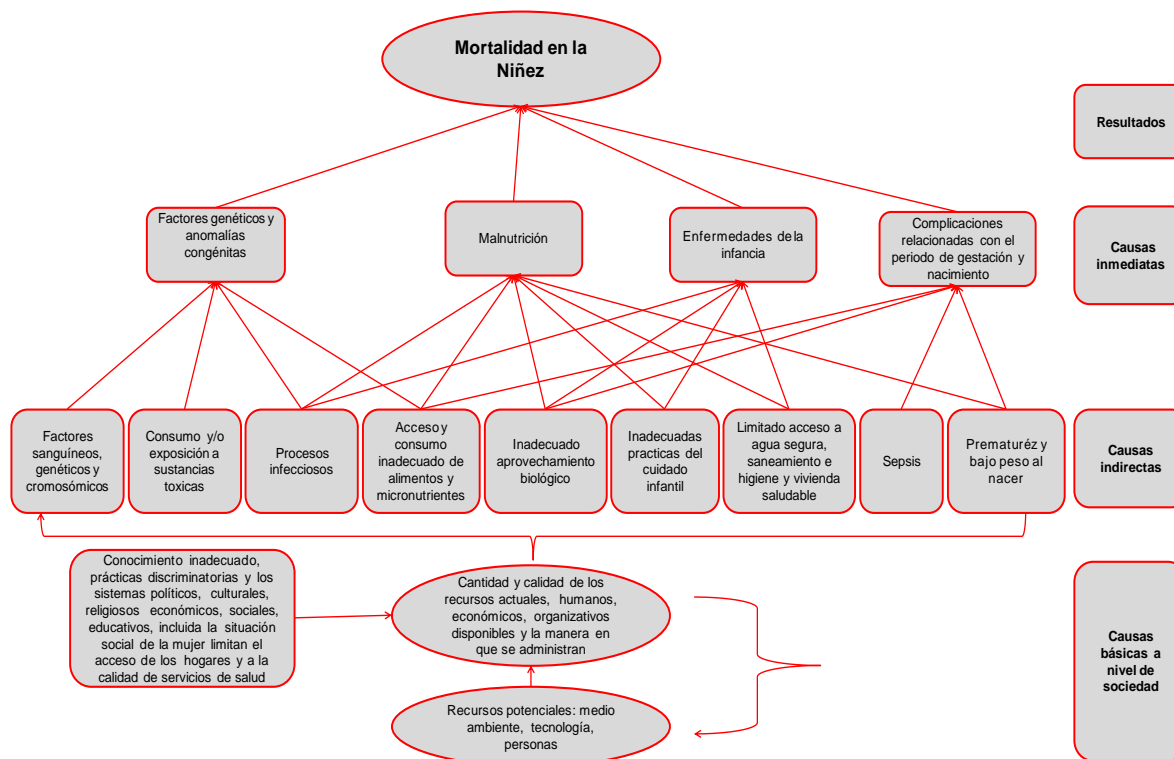 Mortalidad en la
Niñez
Resultados
Factores genéticos y
anomalías
congénitas
Malnutrición
Enfermedades de la
infancia
Complicaciones
relacionadas con el
periodo de gestación y
nacimiento
Causas
inmediatas
Factores
sanguíneos,
genéticos y
cromosómicos
Consumo y/o
exposición a
sustancias
toxicas
Procesos
infecciosos
Acceso y
consumo
inadecuado de
alimentos y
micronutrientes
Inadecuado
aprovechamiento
biológico
Inadecuadas
practicas del
cuidado
infantil
Limitado acceso a
agua segura,
saneamiento e
higiene y vivienda
saludable
Sepsis
Prematuréz y
bajo peso al
nacer
Causas
indirectas
Conocimiento inadecuado,
prácticas discriminatorias y los
sistemas políticos, culturales,
religiosos económicos, sociales,
educativos, incluida la situación
social de la mujer limitan el
acceso de los hogares y a la
calidad de servicios de salud
Cantidad y calidad de los
recursos actuales, humanos,
económicos, organizativos
disponibles y la manera en
que se administran
Recursos potenciales: medio
ambiente, tecnología,
personas
Causas
básicas a
nivel de
sociedad